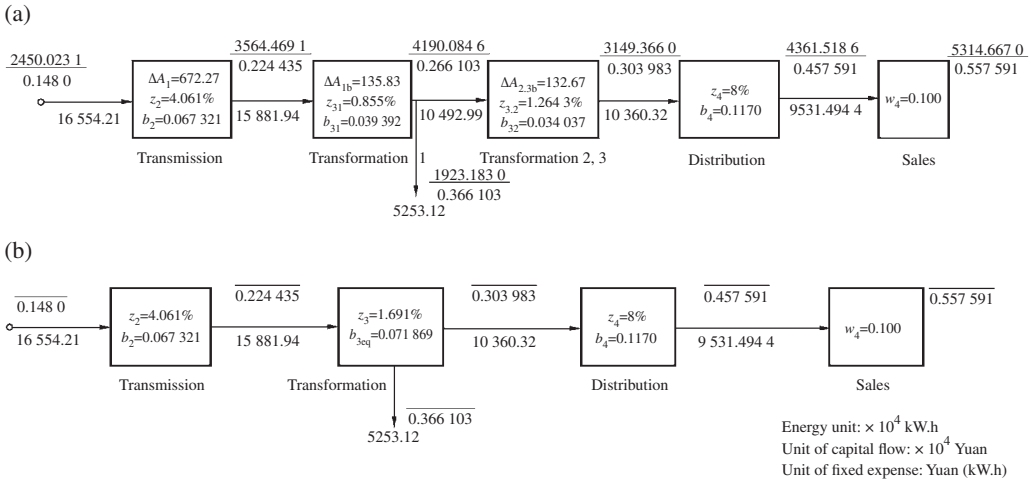 (a)
2450.023 1
0.148 0
16 554.21
ΔA1=672.27
z2=4.061%
b2=0.067 321
Transmission
3564.469 1
0.224 435
15 881.94
ΔA1b=135.83
z31=0.855%
b31=0.039 392
Transformation 1
4190.084 6
0.266 103
10 492.99
1923.183 0
0.366 103
5253.12
ΔA2.3b=132.67
z3.2=1.264 3%
b32=0.034 037
Transformation 2, 3
3149.366 0
0.303 983
10 360.32
z4=8%
b4=0.1170
Distribution
4361.518 6
0.457 591
9531.494 4
w4=0.100
Sales
5314.667 0
0.557 591
(b)
0.148 0
16 554.21
z2=4.061%
b2=0.067 321
Transmission
0.224 435
15 881.94
z3=1.691%
b3eq=0.071 869
Transformation
0.366 103
5253.12
0.303 983
10 360.32
z4=8%
b4=0.1170
Distribution
0.457 591
9 531.494 4
w4=0.100
Sales
0.557 591
Energy unit: × 10^4 kW.h
Unit of capital flow: × 10^4 Yuan
Unit of fixed expense: Yuan (kW.h)